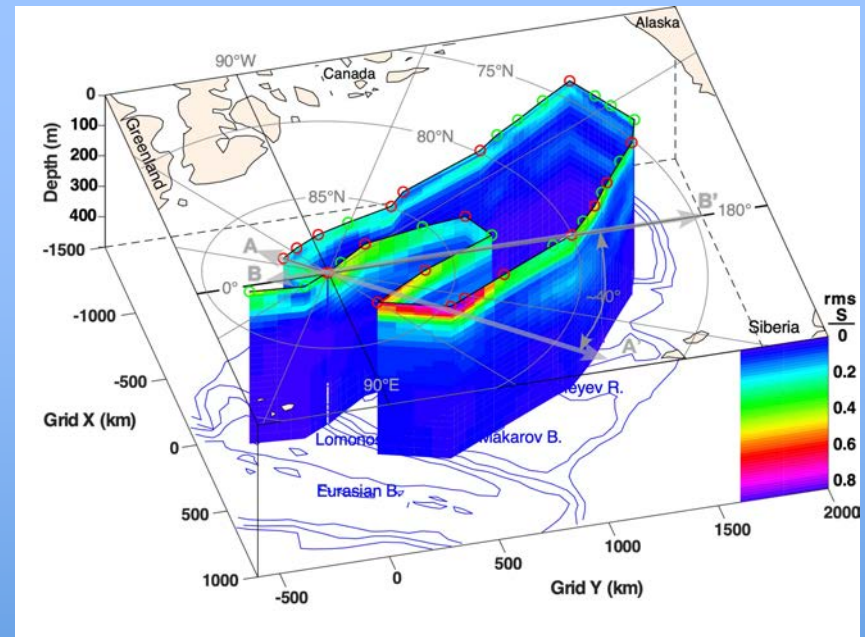 Alaska
90°W
Canada
75°N
0
100
200
300
400
Depth (m)
Greenland
80°N
85°N
-1500
A
B
B'
180°
0°
~40°
rms
S
-1000
Siberia
0
A'
90°E
-500
0.2
eyev R.
0.4
Grid X (km)
Lomonos
Makarov B.
0
0.6
Eurasian B.
0.8
500
2000
1500
1000
500
1000
0
Grid Y (km)
-500